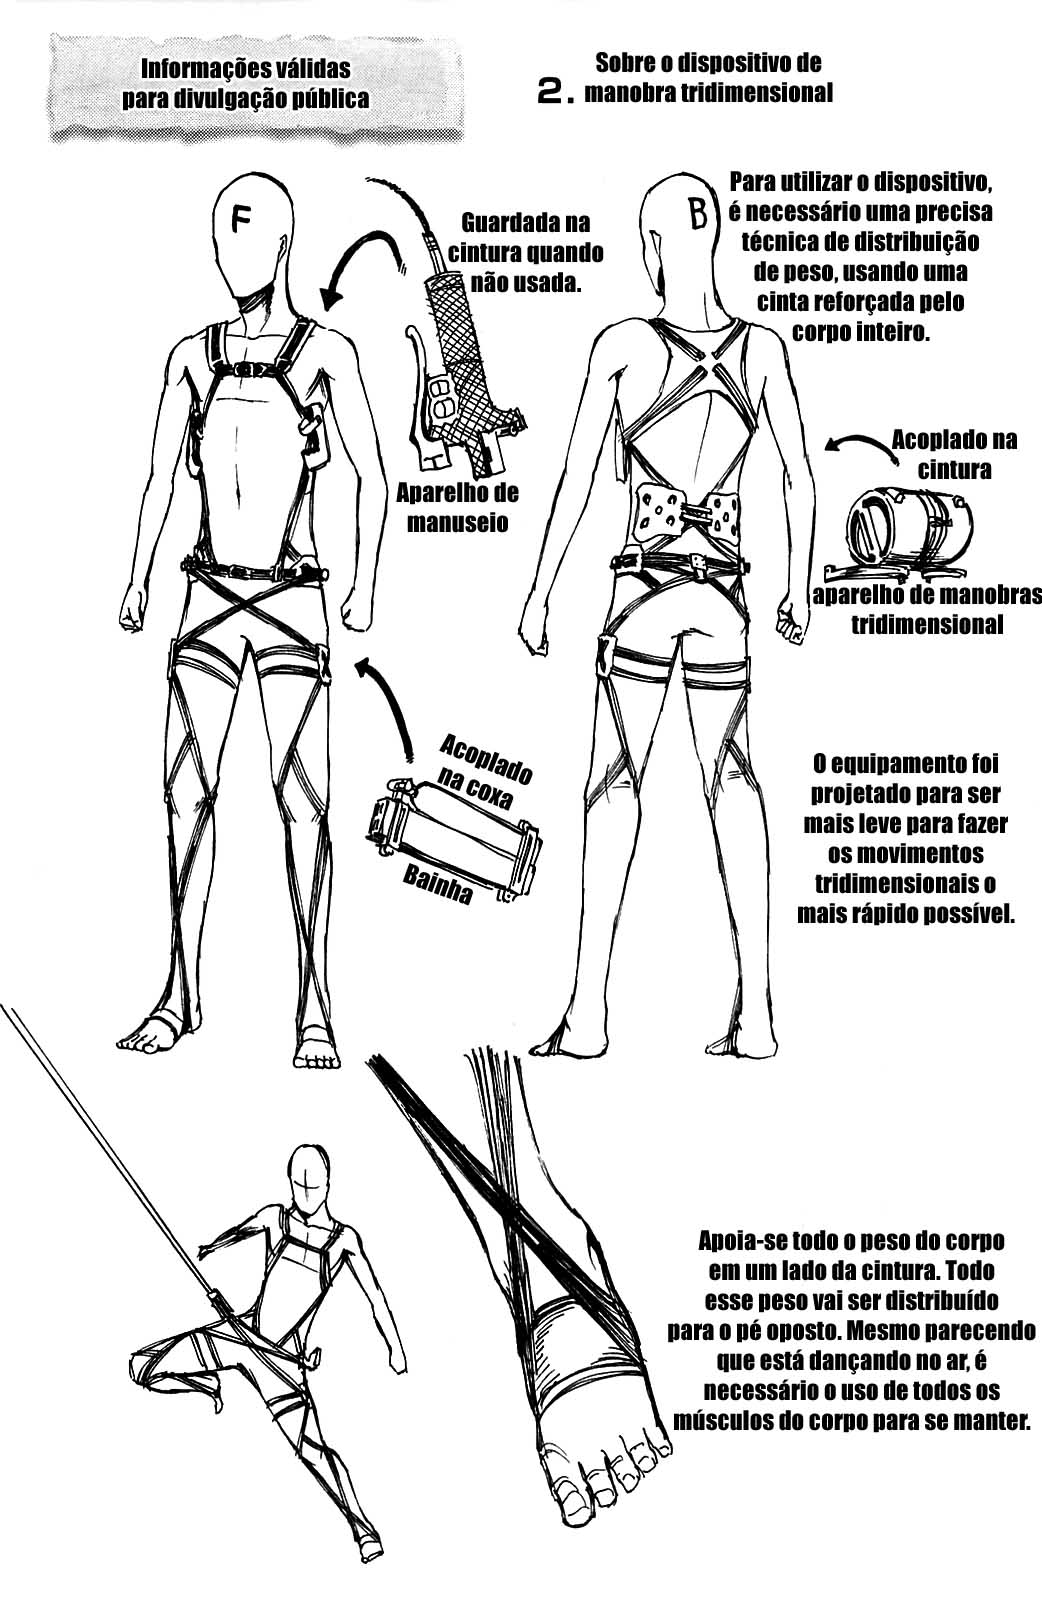 Informações válidas
para divulgação pública
Sobre o dispositivo de
2. manobra tridimensional
F
Guardada na
cintura quando
não usada.
Aparelho de
manuseio
B
Para utilizar o dispositivo,
é necessário uma precisa
técnica de distribuição
de peso, usando uma
cinta reforçada pelo
corpo inteiro.
Acoplado na
cintura
aparelho de manobras
tridimensional
Acoplado
na coxa
Bainha
O equipamento foi
projetado para ser
mais leve para fazer
os movimentos
tridimensionais o
mais rápido possível.
Apoia-se todo o peso do corpo
em um lado da cintura. Todo
esse peso vai ser distribuído
para o pé oposto. Mesmo parecendo
que está dançando no ar, é
necessário o uso de todos os
músculos do corpo para se manter.